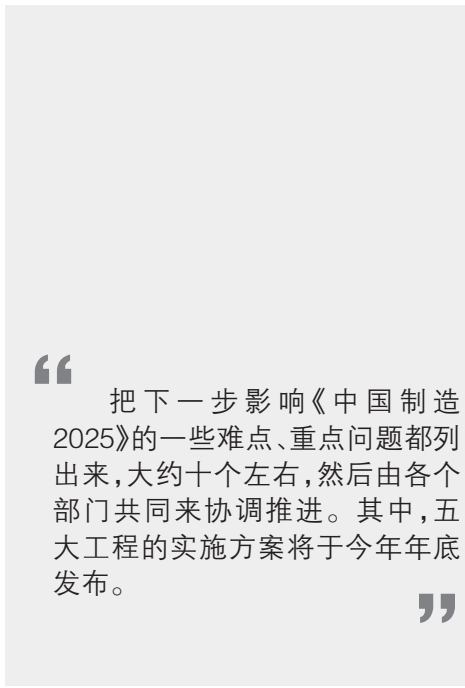 “
把下一步影响《中国制造
2025》的一些难点、重点问题都列
出来,大约十个左右,然后由各个
部门共同来协调推进。其中,五
大工程的实施方案将于今年年底
发布。
”